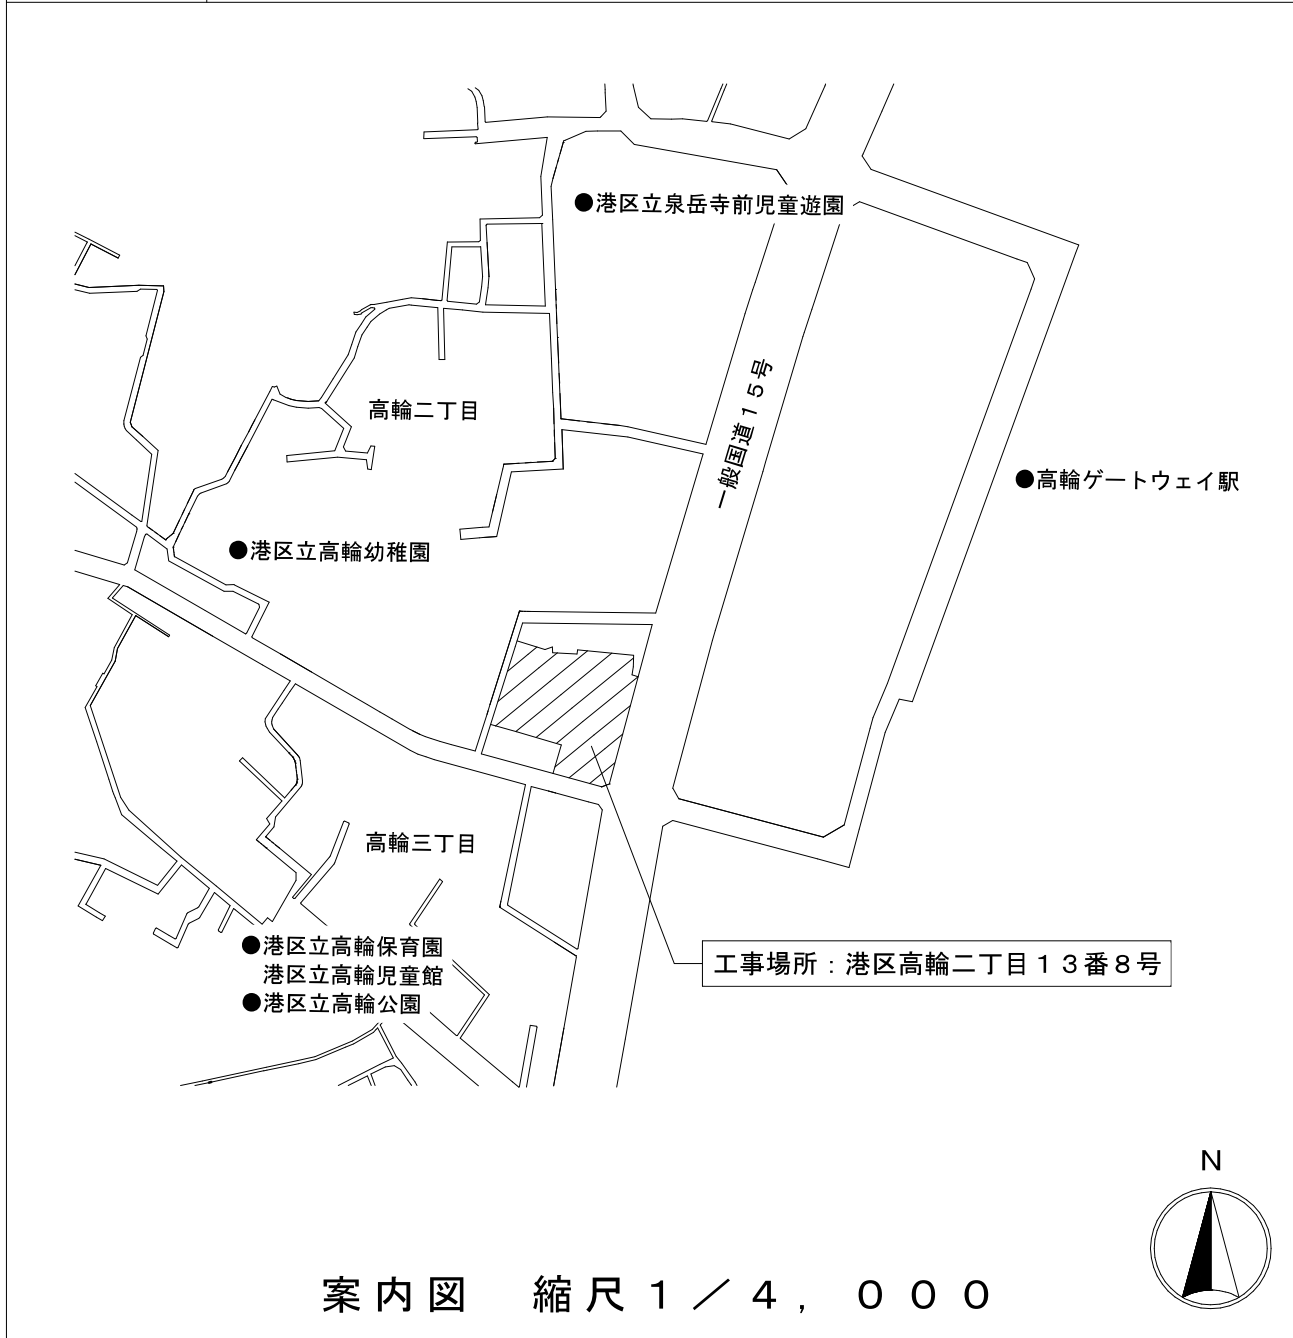 ●港区立泉岳寺前児童遊園
一般国道15号
高輪二丁目
●高輪ゲートウェイ駅
●港区立高輪幼稚園
高輪三丁目
●港区立高輪保育園
港区立高輪児童館
●港区立高輪公園
工事場所：港区高輪二丁目13番8号
N
案内図　縮尺1／4，000